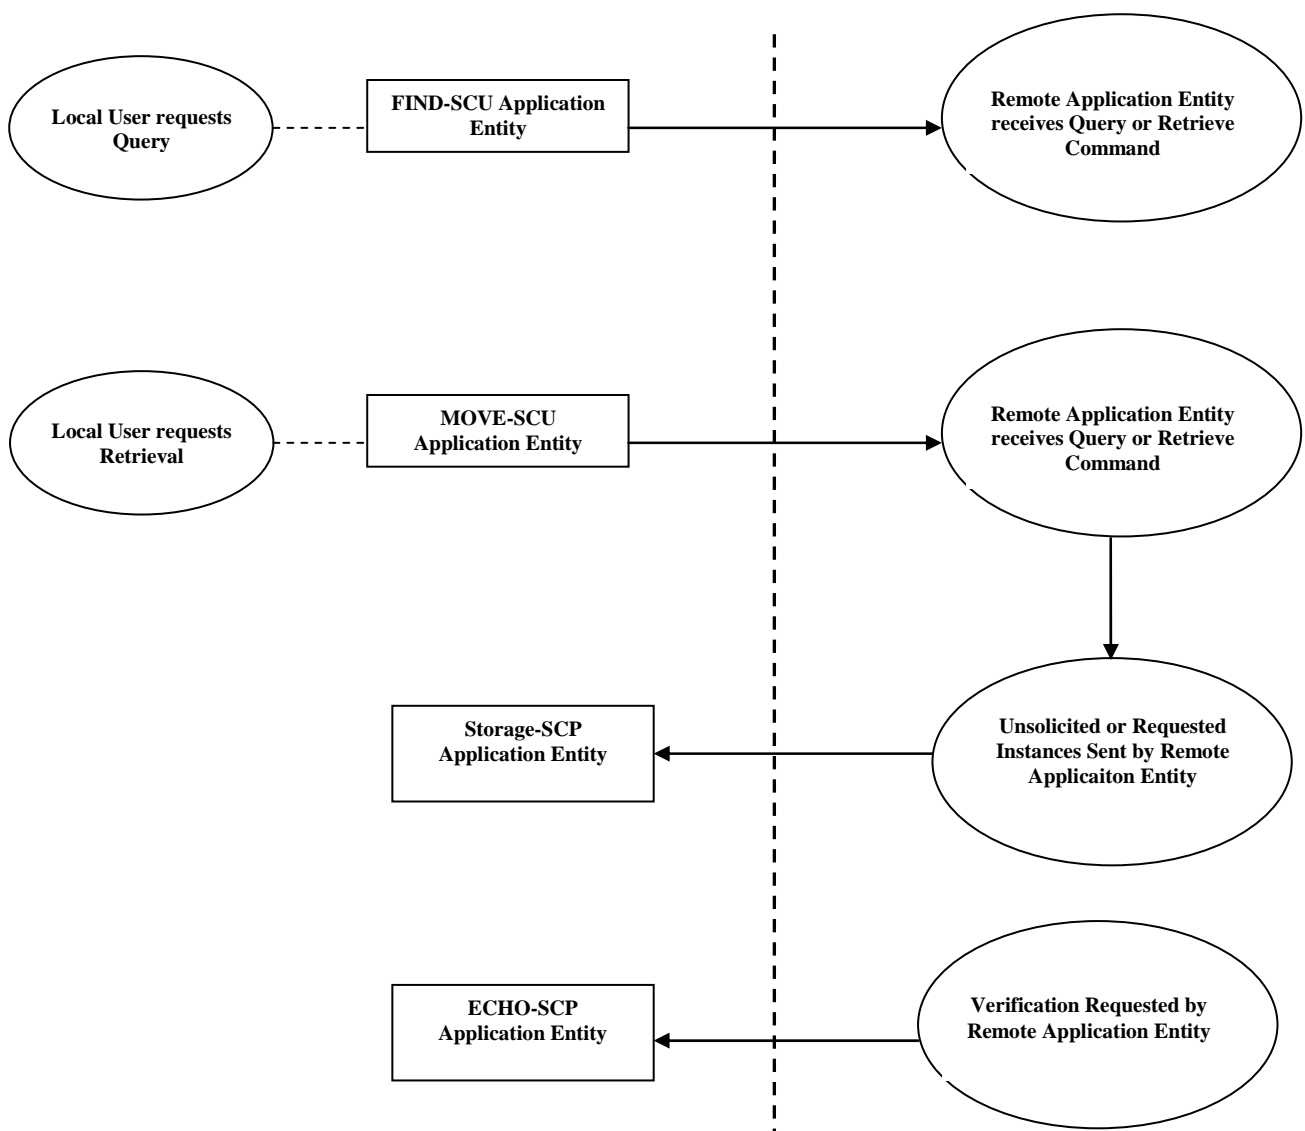 Local User requests
Query
FIND-SCU Application
Entity
Remote Application Entity
receives Query or Retrieve
Command
Local User requests
Retrieval
MOVE-SCU
Application Entity
Remote Application Entity
receives Query or Retrieve
Command
Storage-SCP
Application Entity
Unsolicited or Requested
Instances Sent by Remote
Applicaiton Entity
ECHO-SCP
Application Entity
Verification Requested by
Remote Application Entity